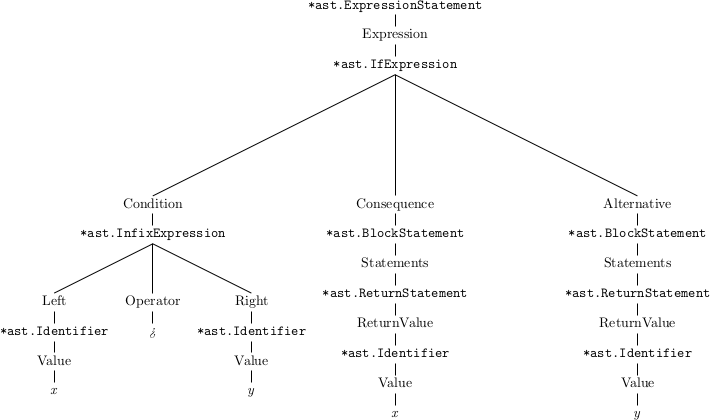 *ast.ExpressionStatement
Expression
*ast.IfExpression
Condition Consequence Alternative
*ast.InfixExpression *ast.BlockStatement *ast.BlockStatement
Statements Statements
Left Operator Right *ast.ReturnStatement *ast.ReturnStatement
*ast.Identifier ¿ *ast.Identifier ReturnValue ReturnValue
Value Value *ast.Identifier *ast.Identifier
x y Value Value
x y